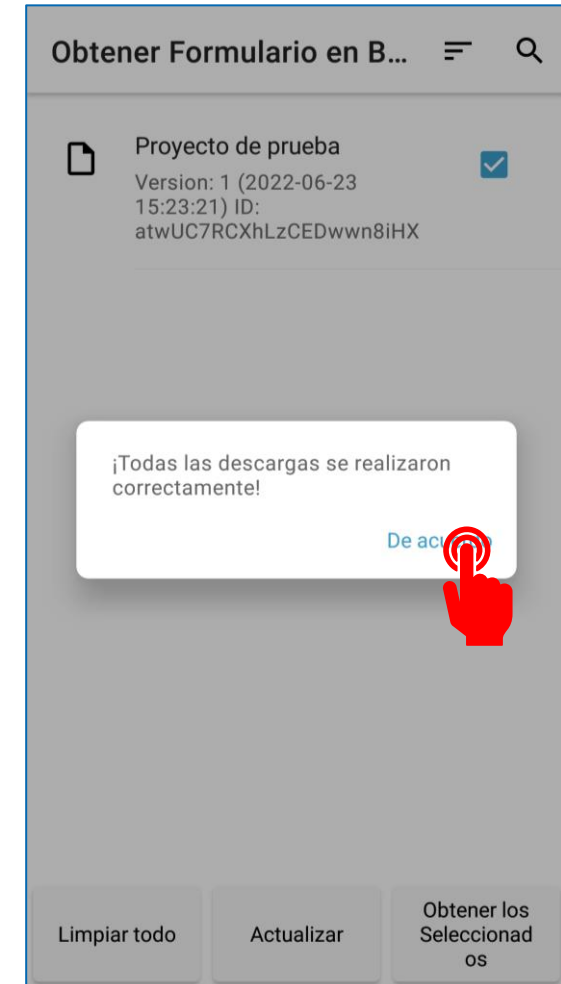 Obtener Formulario en B...
Proyecto de prueba
Version: 1 (2022-06-23
15:23:21) ID:
atwUC7RCXhLzCEDwwn8iHX
¡Todas las descargas se realizaron
correctamente!
De acuerdo
Limpiar todo
Actualizar
Obtener los
Seleccionad
os